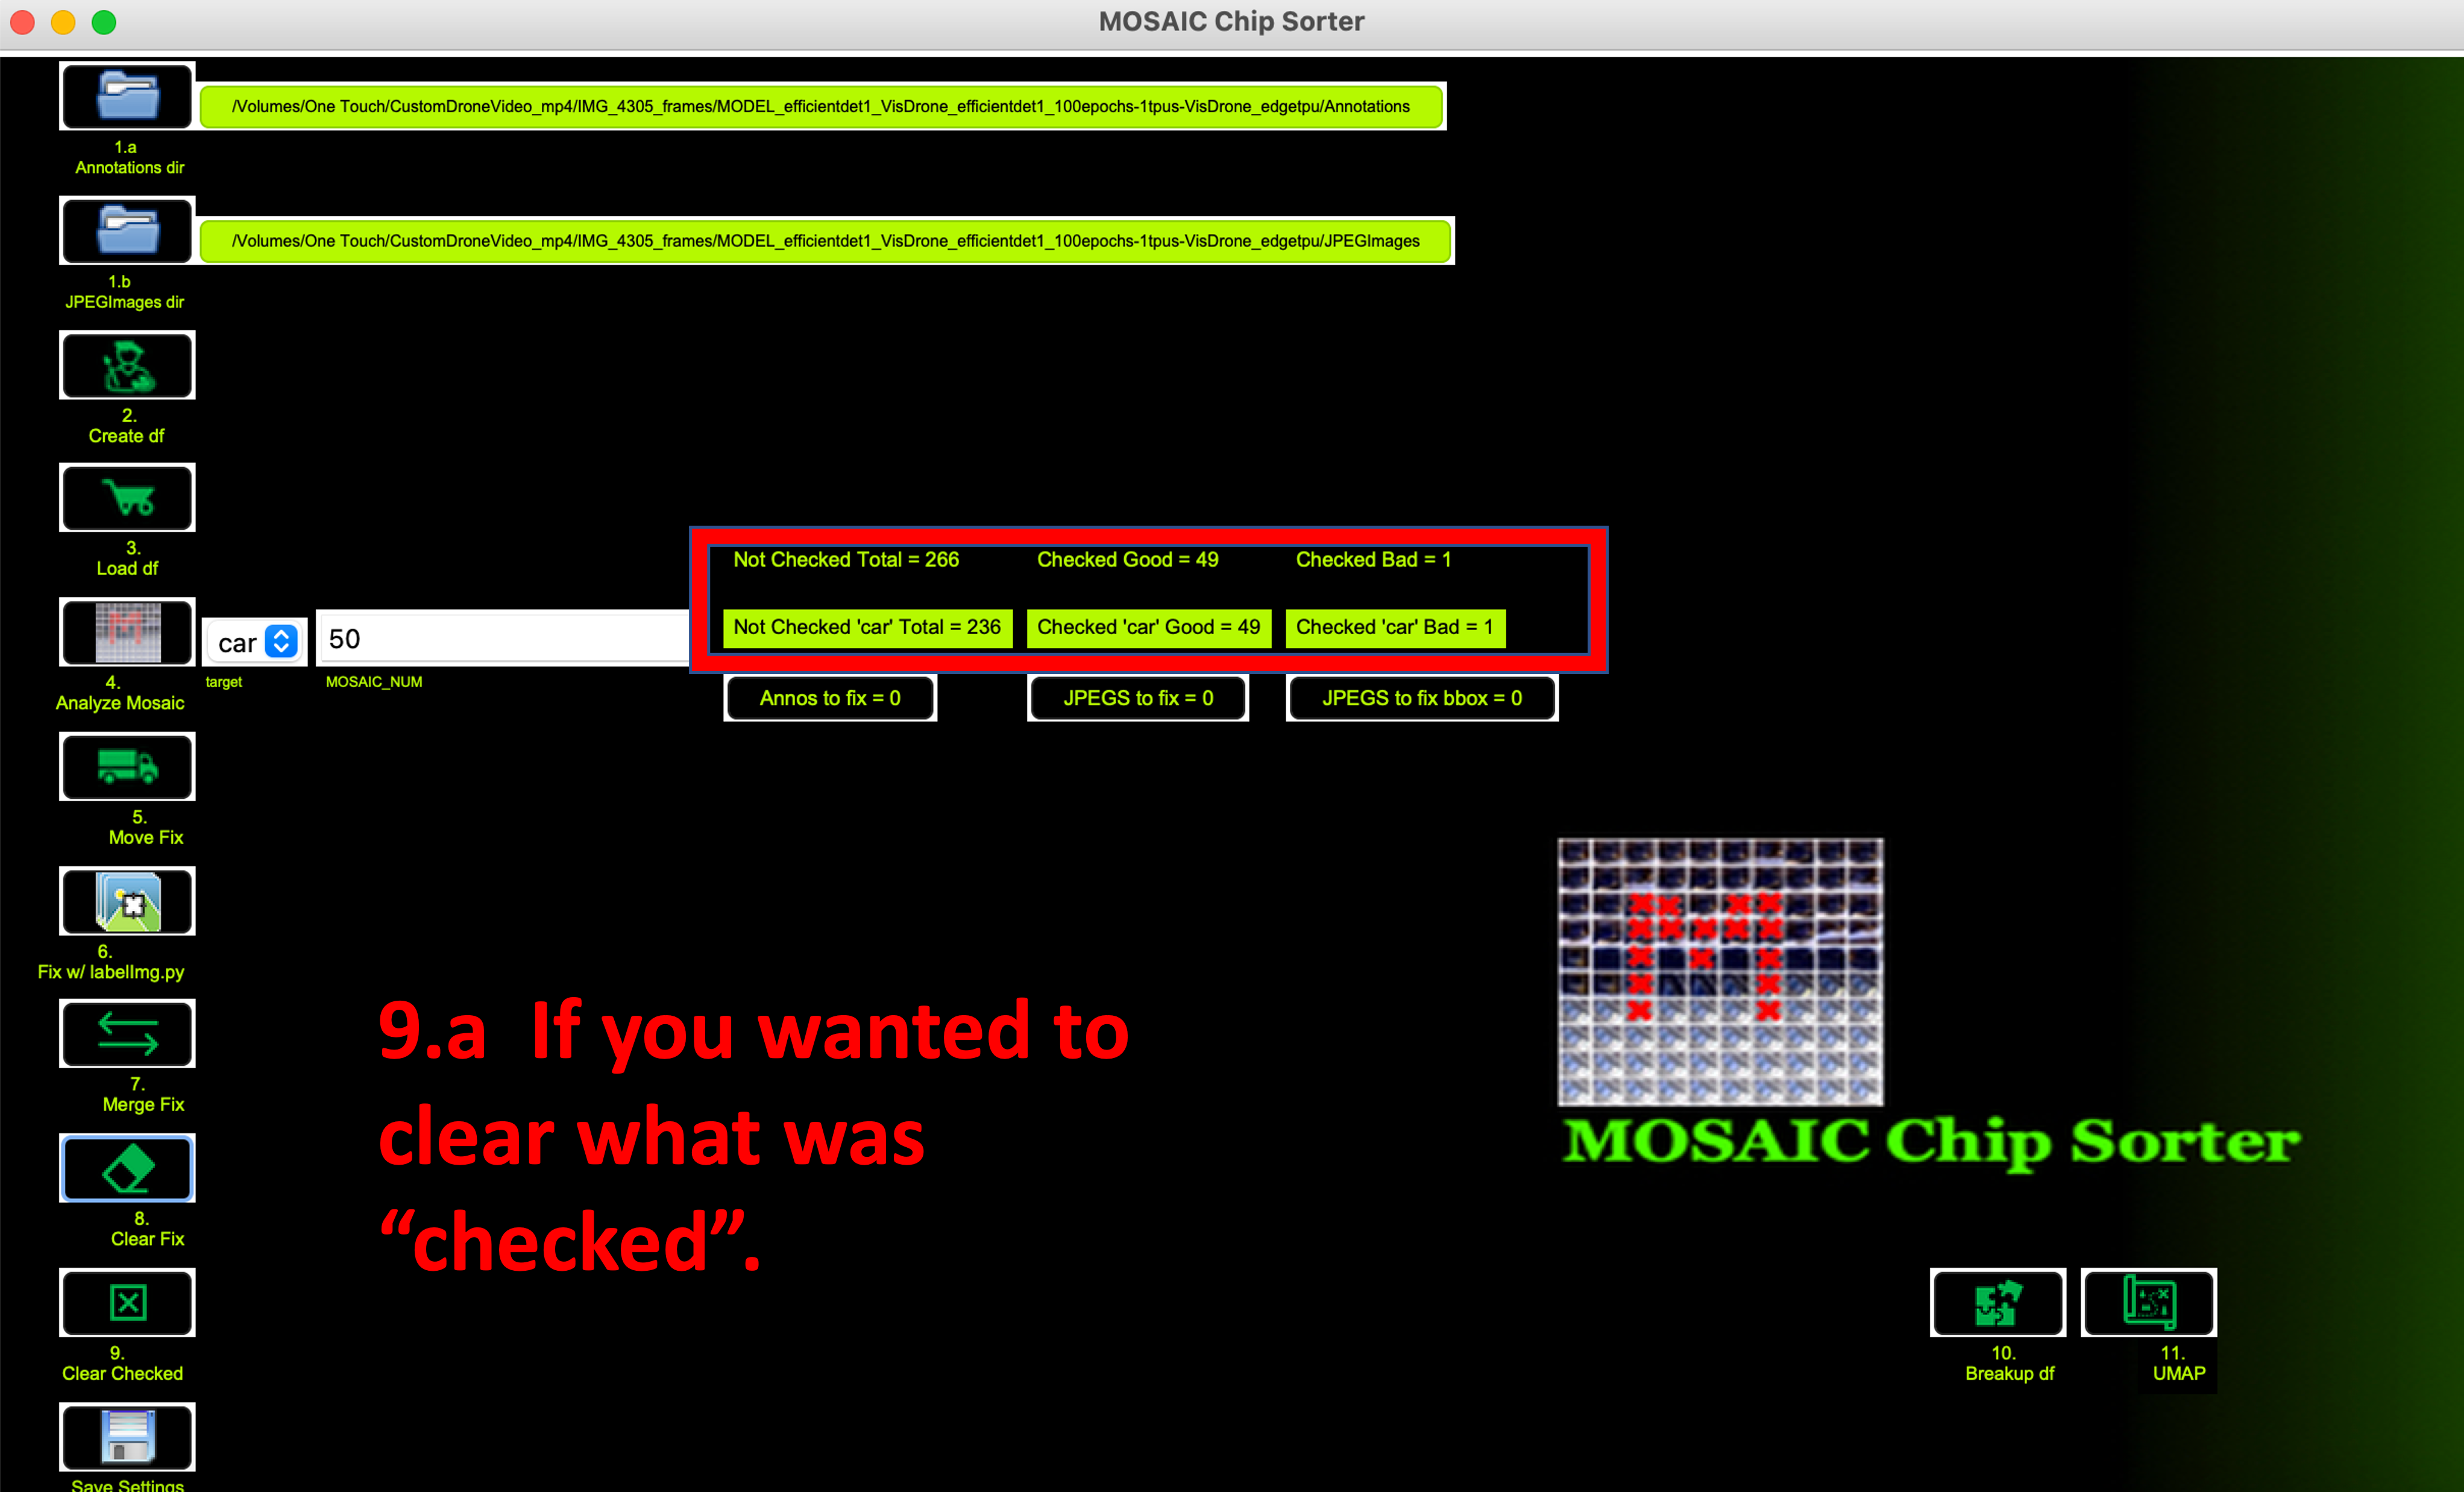 MOSAIC Chip Sorter
/Volumes/One Touch/CustomDroneVideo_mp4/IMG_4305_frames/MODEL_efficientdet1_VisDrone_efficientdet1_100epochs-1tpus-VisDrone_edgetpu/Annotations
1.a
Annotations dir
/Volumes/One Touch/CustomDroneVideo_mp4/IMG_4305_frames/MODEL_efficientdet1_VisDrone_efficientdet1_100epochs-1tpus-VisDrone_edgetpu/JPEGImages
1.b
JPEGImages dir
2.
Create df
3.
Load df
Not Checked Total = 266 Checked Good = 49 Checked Bad = 1
car 50 Not Checked 'car' Total = 236 Checked 'car' Good = 49 Checked 'car' Bad = 1
4.
Analyze Mosaic
target MOSAIC_NUM
Annos to fix = 0 JPEGS to fix = 0 JPEGS to fix bbox = 0
5.
Move Fix
6.
Fix w/ labelImg.py
7.
Merge Fix
8.
Clear Fix
9.
Clear Checked
Save Settings
9.a If you wanted to
clear what was
“checked”.
MOSAIC Chip Sorter
10.
Breakup df
11.
UMAP